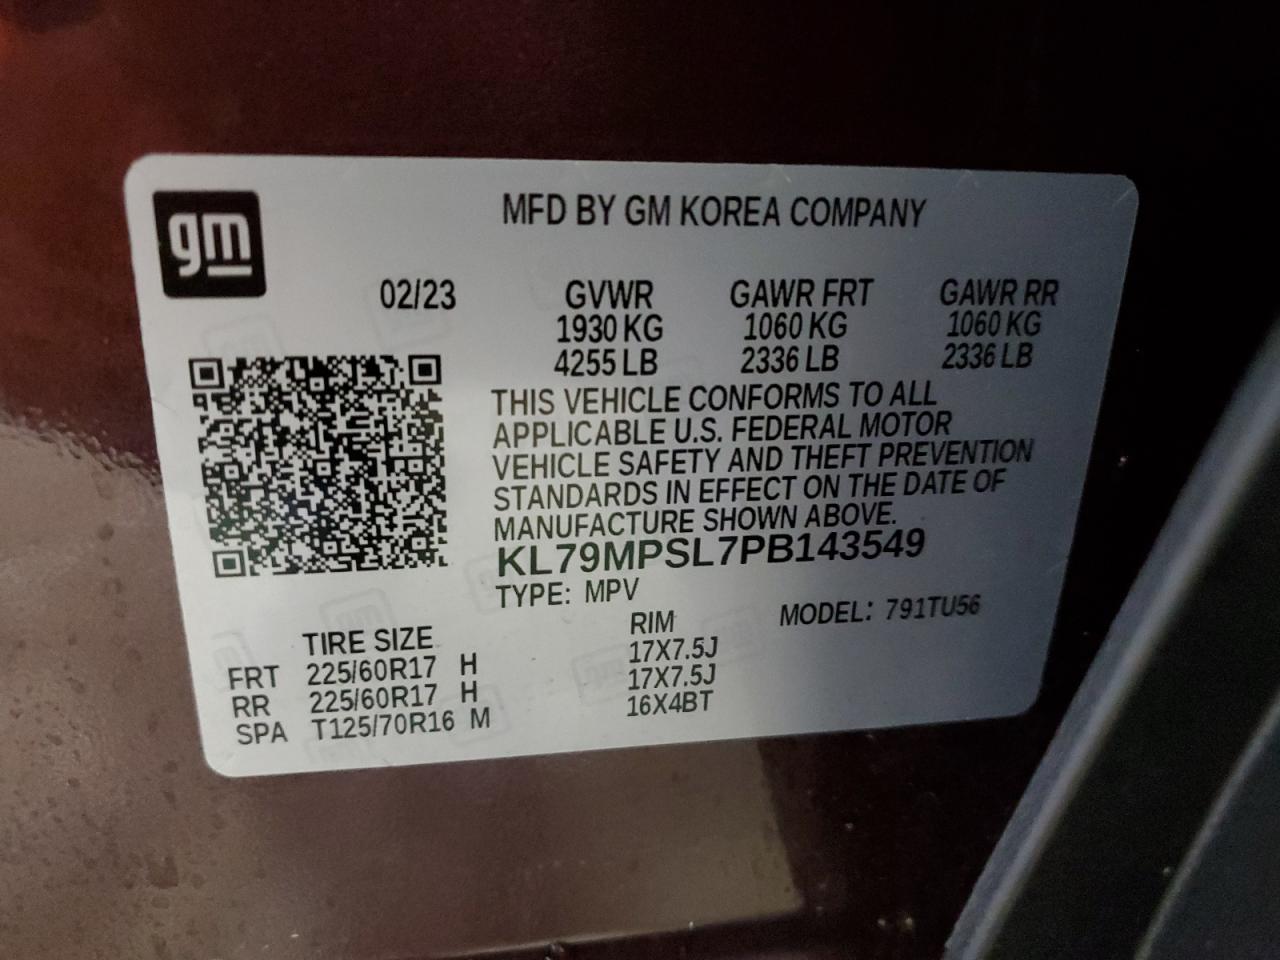 gm
MFD BY GM KOREA COMPANY
02/23 GVWR GAWR FRT GAWR RR
1930 KG 1060 KG 1060 KG
4255 LB 2336 LB 2336 LB
THIS VEHICLE CONFORMS TO ALL
APPLICABLE U.S. FEDERAL MOTOR
VEHICLE SAFETY AND THEFT PREVENTION
STANDARDS IN EFFECT ON THE DATE OF
MANUFACTURE SHOWN ABOVE.
KL79MPSL7PB143549
TYPE: MPV MODEL: 791TU56
TIRE SIZE RIM
FRT 225/60R17 H 17X7.5J
RR 225/60R17 H 17X7.5J
SPA T125/70R16 M 16X4BT